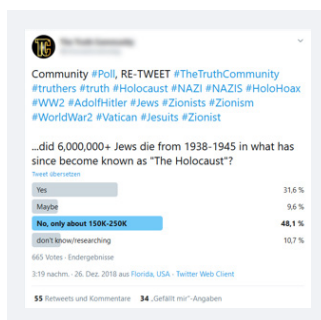 Community #Poll, RE-TWEET #TheTruthCommunity
#truthers #truth #Holocaust #NAZI #NAZIS #HoloHoax
#WW2 #AdolfHitler #Jews #Zionists #Zionism
#WorldWar2 #Vatican #Jesuits #Zionist
...did 6,000,000+ Jews die from 1938-1945 in what has
since become known as "The Holocaust"?
Tweet übersetzen
Yes 31,6 %
Maybe 9,6 %
No, only about 150K-250K 48,1 %
don't know/researching 10,7 %
665 Votes · Endergebnisse
3:19 nachm. · 26. Dez. 2018 aus Florida, USA · Twitter Web Client
55 Retweets und Kommentare 34 „Gefällt mir“-Angaben